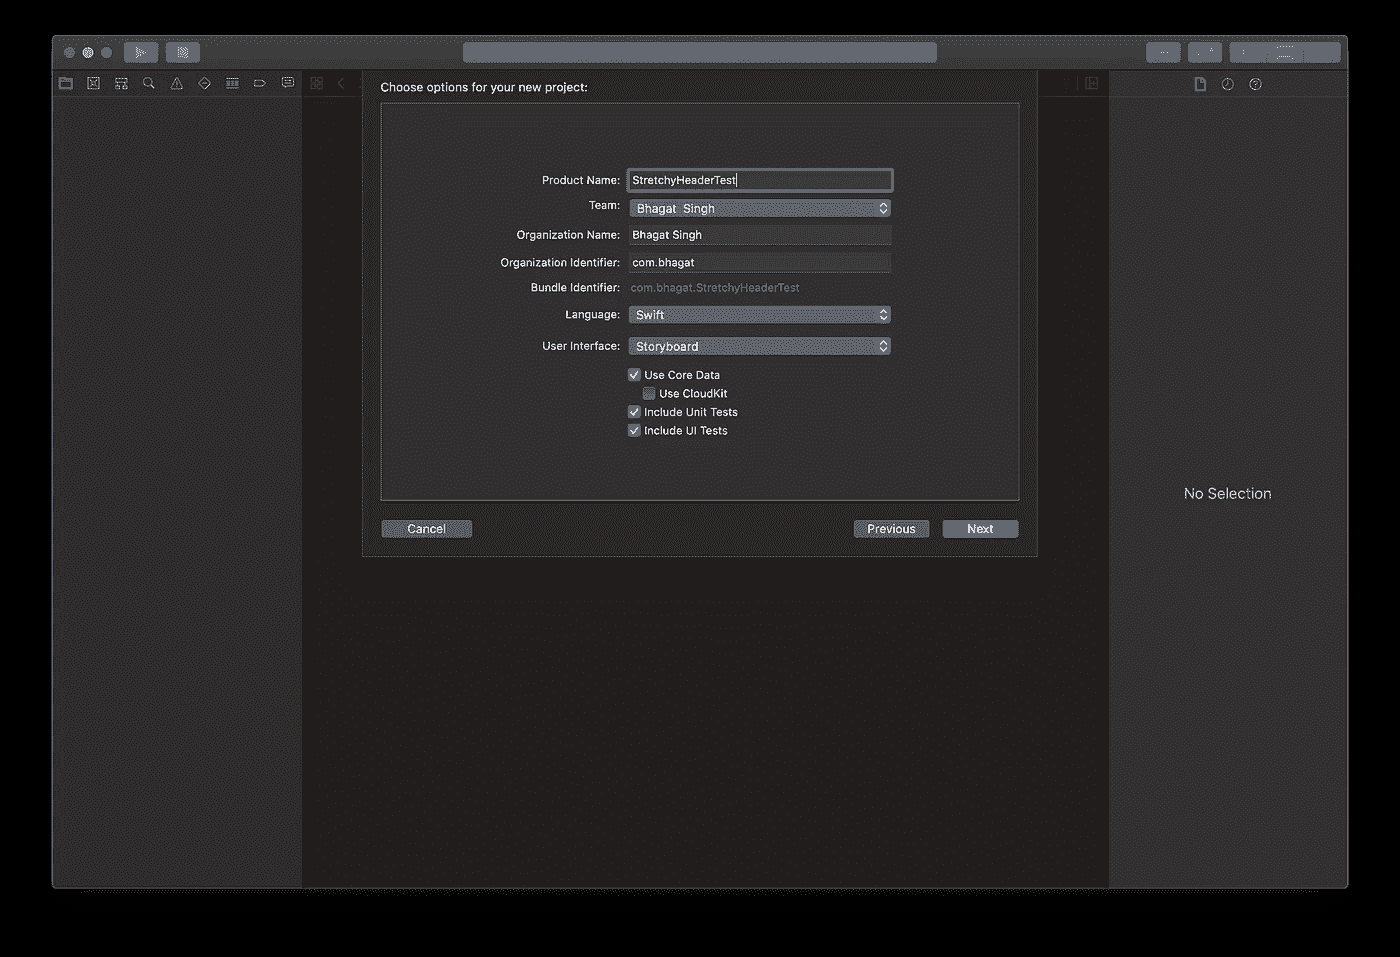 Choose options for your new project:
Product Name: StretchyHeaderTest
Team: Bhagat Singh
Organization Name: Bhagat Singh
Organization Identifier: com.bhagat
Bundle Identifier: com.bhagat.StretchyHeaderTest
Language: Swift
User Interface: Storyboard
Use Core Data
Use CloudKit
Include Unit Tests
Include UI Tests
No Selection
Cancel Previous Next